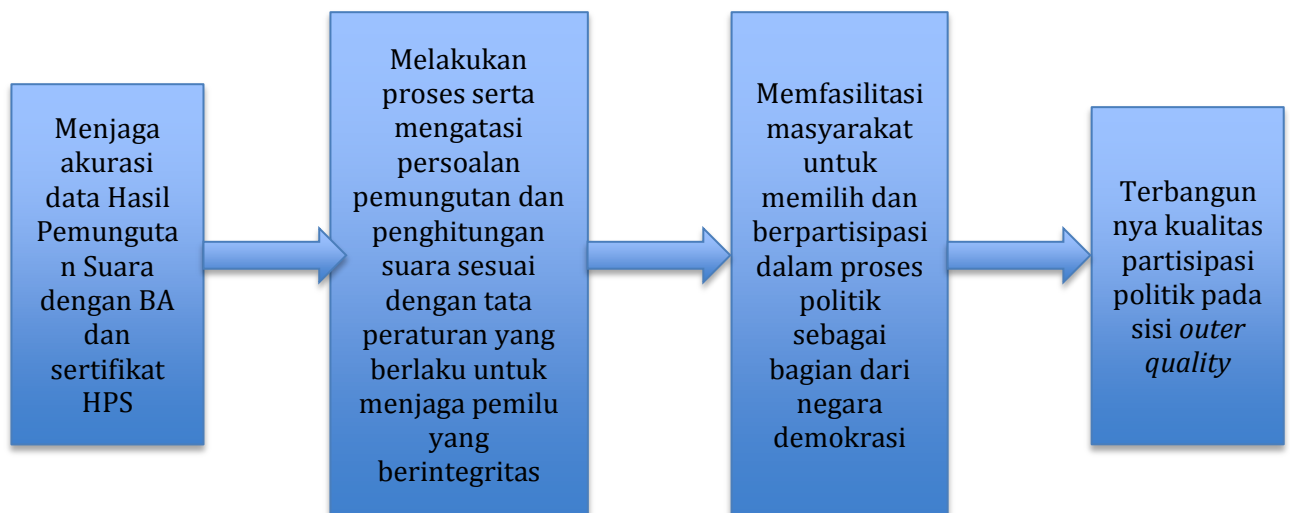 Menjaga
akurasi
data Hasil
Pemunguta
n Suara
dengan BA
dan
sertifikat
HPS
Melakukan
proses serta
mengatasi
persoalan
pemungutan dan
penghitungan
suara sesuai
dengan tata
peraturan yang
berlaku untuk
menjaga pemilu
yang
berintegritas
Memfasilitasi
masyarakat
untuk
memilih dan
berpartisipasi
dalam proses
politik
sebagai
bagian dari
negara
demokrasi
Terbangun
nya kualitas
partisipasi
politik pada
sisi outer
quality